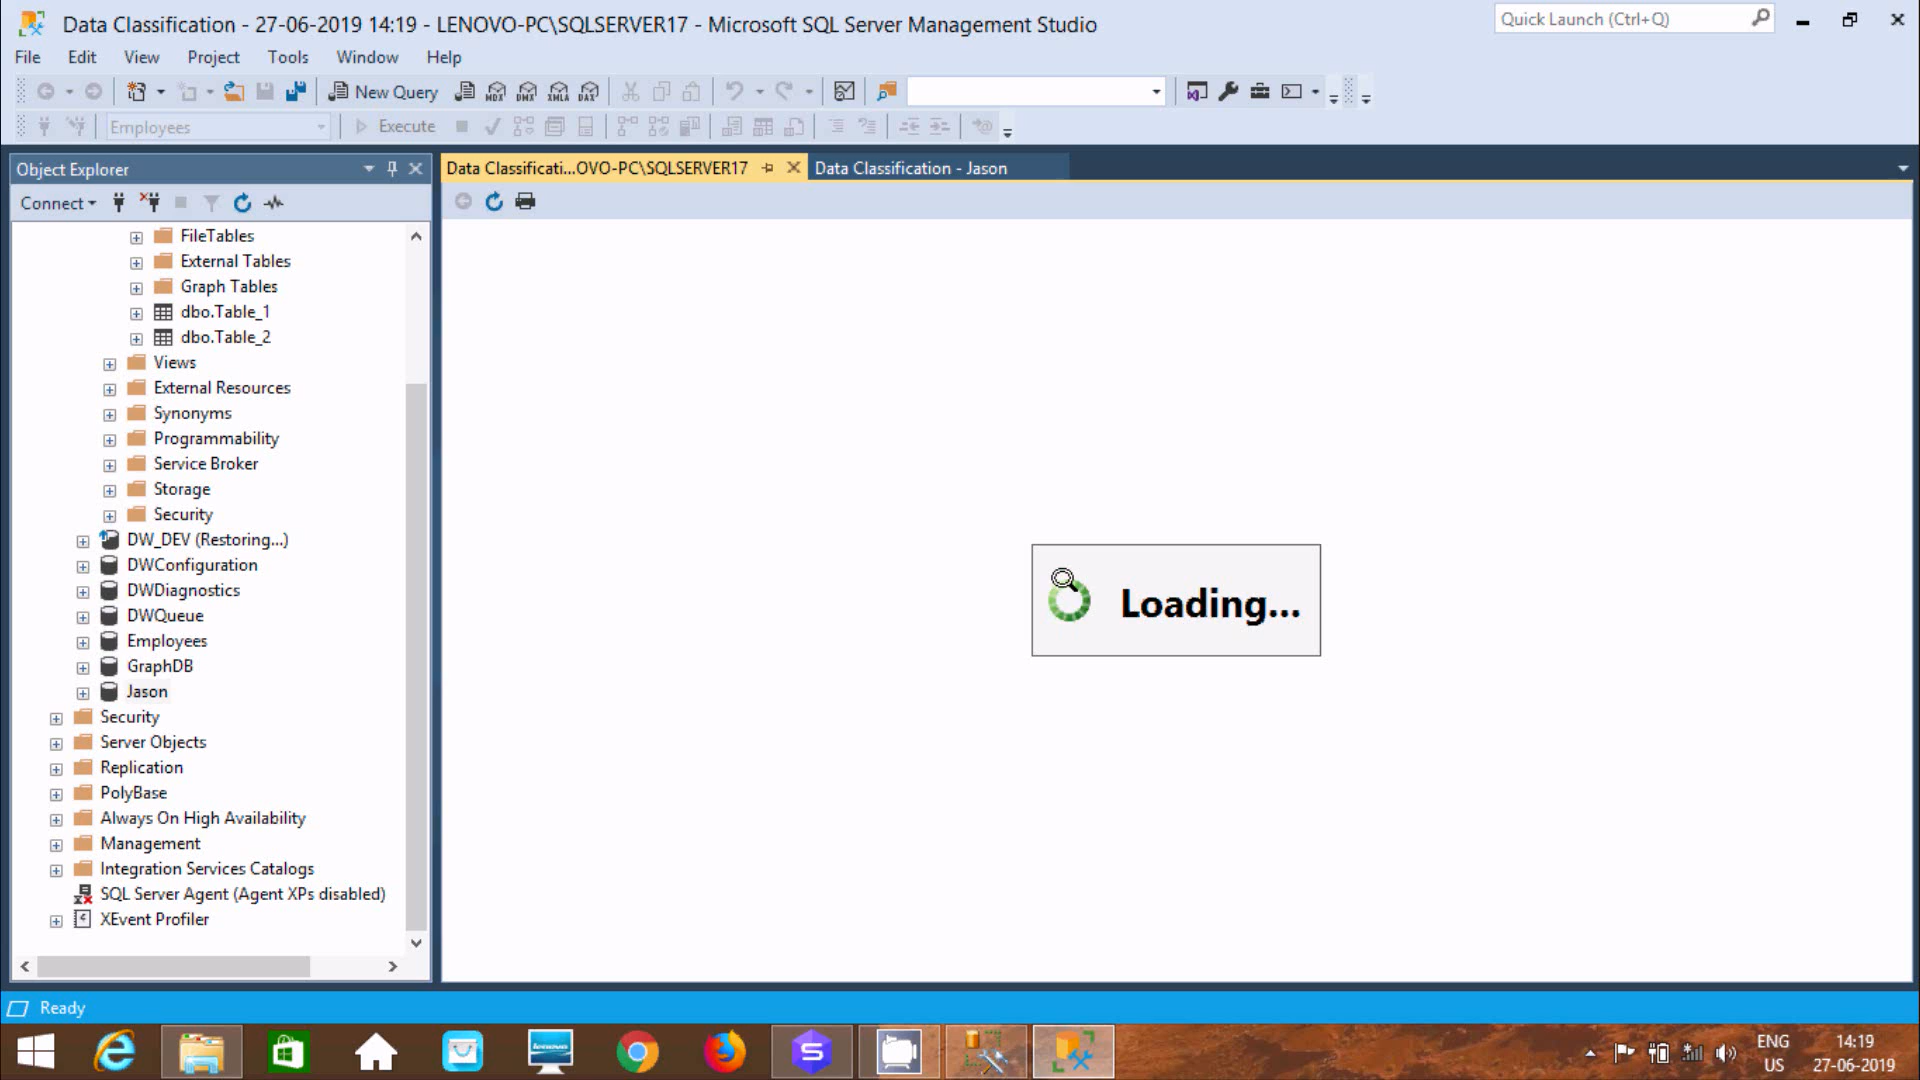 Data Classification - 27-06-2019 14:19 - LENOVO-PC\SQLSERVER17 - Microsoft SQL Server Management Studio
Quick Launch (Ctrl+Q)
File Edit View Project Tools Window Help
New Query MDX DMX XMLA DAX
Employees Execute
Object Explorer
Data Classificati...OVO-PC\SQLSERVER17
Data Classification - Jason
Connect
FileTables
External Tables
Graph Tables
dbo.Table_1
dbo.Table_2
Views
External Resources
Synonyms
Programmability
Service Broker
Storage
Security
DW_DEV (Restoring...)
DWConfiguration
DWDiagnostics
DWQueue
Employees
GraphDB
Jason
Security
Server Objects
Replication
PolyBase
Always On High Availability
Management
Integration Services Catalogs
SQL Server Agent (Agent XPs disabled)
XEvent Profiler
Loading...
Ready
lenovo
S
ENG
US
14:19
27-06-2019